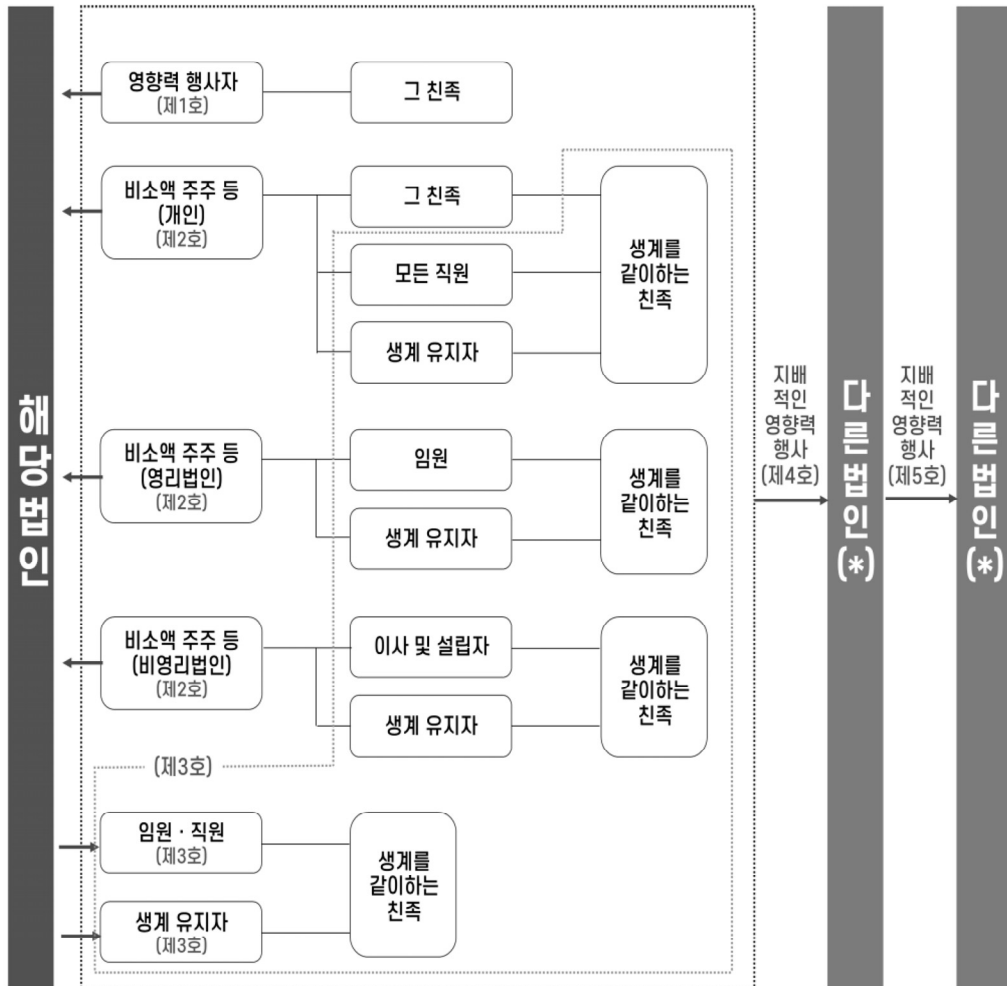 해당법인
영향력 행사자
(제1호)
그 친족
비소액 주주 등
(개인)
(제2호)
그 친족
모든 직원
생계 유지자
생계를
같이하는
친족
비소액 주주 등
(영리법인)
(제2호)
임원
생계 유지자
생계를
같이하는
친족
비소액 주주 등
(비영리법인)
(제2호)
이사 및 설립자
생계 유지자
생계를
같이하는
친족
(제3호)
임원 · 직원
(제3호)
생계 유지자
(제3호)
생계를
같이하는
친족
지배
적인
영향력
행사
(제4호)
다른법인(*)
지배
적인
영향력
행사
(제5호)
다른법인(*)